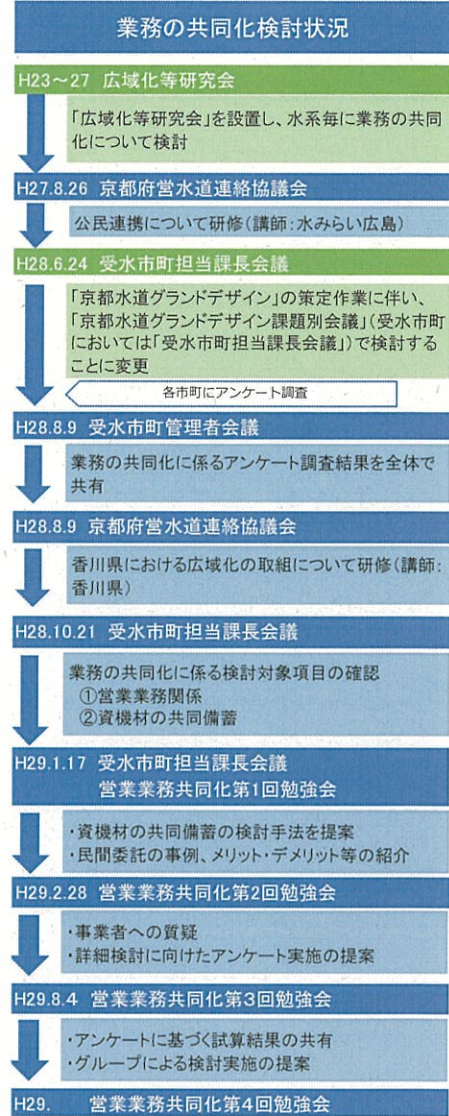 業務の共同化検討状況
H23～27 広域化等研究会
「広域化等研究会」を設置し、水系毎に業務の共同
化について検討
H27.8.26 京都府営水道連絡協議会
公民連携について研修(講師:水みらい広島)
H28.6.24 受水市町担当課長会議
「京都水道グランドデザイン」の策定作業に伴い、
「京都水道グランドデザイン課題別会議」(受水市町
においては「受水市町担当課長会議」)で検討する
ことに変更
各市町にアンケート調査
H28.8.9 受水市町管理者会議
業務の共同化に係るアンケート調査結果を全体で
共有
H28.8.9 京都府営水道連絡協議会
香川県における広域化の取組について研修(講師:
香川県)
H28.10.21 受水市町担当課長会議
業務の共同化に係る検討対象項目の確認
①営業業務関係
②資機材の共同備蓄
H29.1.17 受水市町担当課長会議
営業業務共同化第1回勉強会
・資機材の共同備蓄の検討手法を提案
・民間委託の事例、メリット・デメリット等の紹介
H29.2.28 営業業務共同化第2回勉強会
・事業者への質疑
・詳細検討に向けたアンケート実施の提案
H29.8.4 営業業務共同化第3回勉強会
・アンケートに基づく試算結果の共有
・グループによる検討実施の提案
H29. 営業業務共同化第4回勉強会